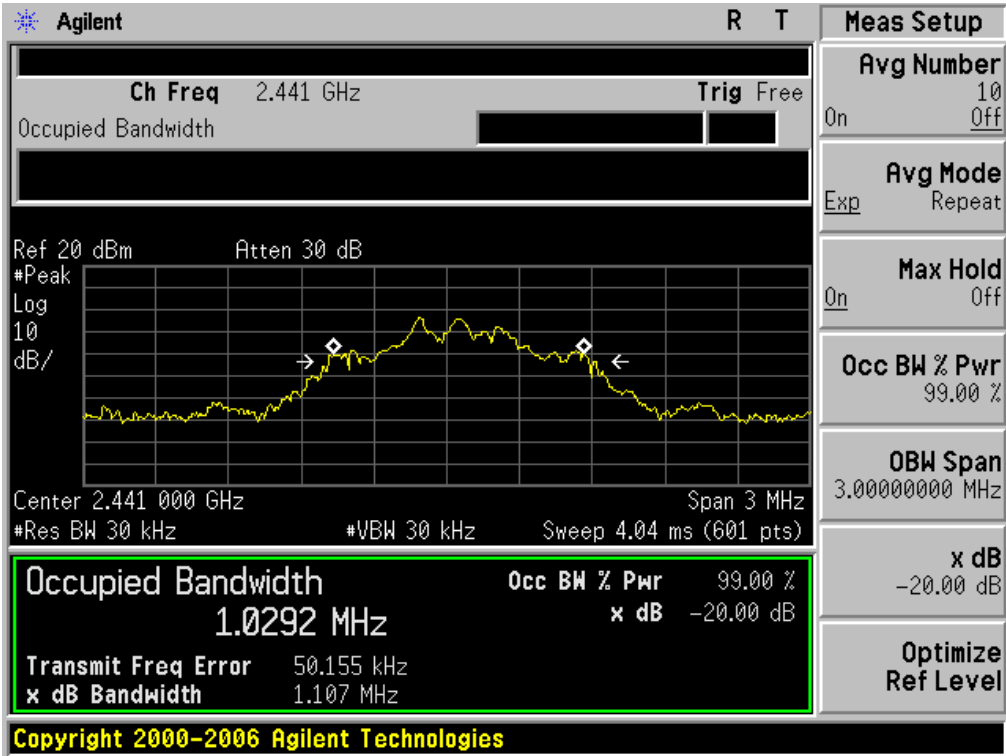 Agilent R T
Meas Setup
Ch Freq 2.441 GHz Trig Free
Occupied Bandwidth
Ref 20 dBm Atten 30 dB
#Peak
Log
10
dB/
Center 2.441 000 GHz Span 3 MHz
#Res BW 30 kHz #VBW 30 kHz Sweep 4.04 ms (601 pts)
Occupied Bandwidth
1.0292 MHz
Occ BW % Pwr 99.00 %
x dB -20.00 dB
Transmit Freq Error 50.155 kHz
x dB Bandwidth 1.107 MHz
Avg Number
10
On Off
Avg Mode
Exp Repeat
Max Hold
On Off
Occ BW % Pwr
99.00 %
OBW Span
3.00000000 MHz
x dB
-20.00 dB
Optimize
Ref Level
Copyright 2000-2006 Agilent Technologies